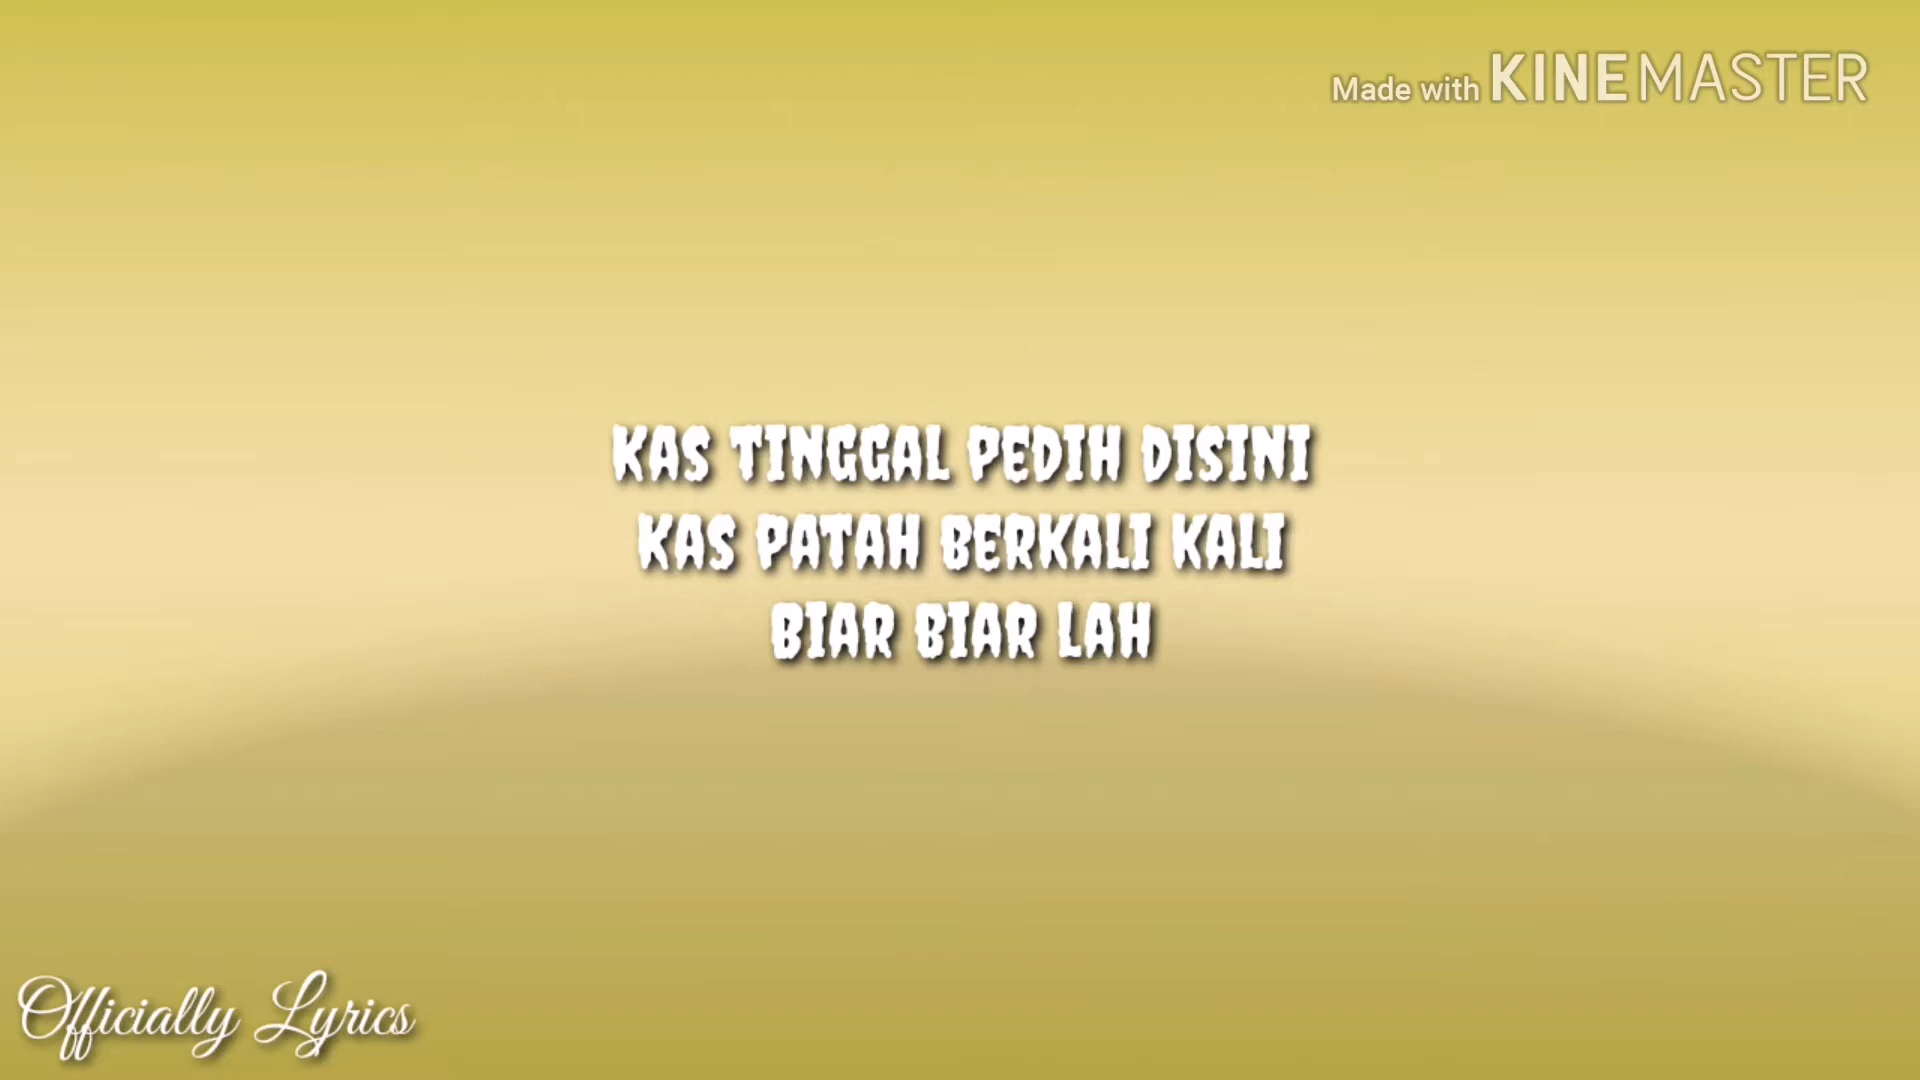 Made with KINEMASTER
KAS TINGGAL PEDIH DISINI
KAS PATAH BERKALI KALI
BIAR BIAR LAH
Officially Lyrics